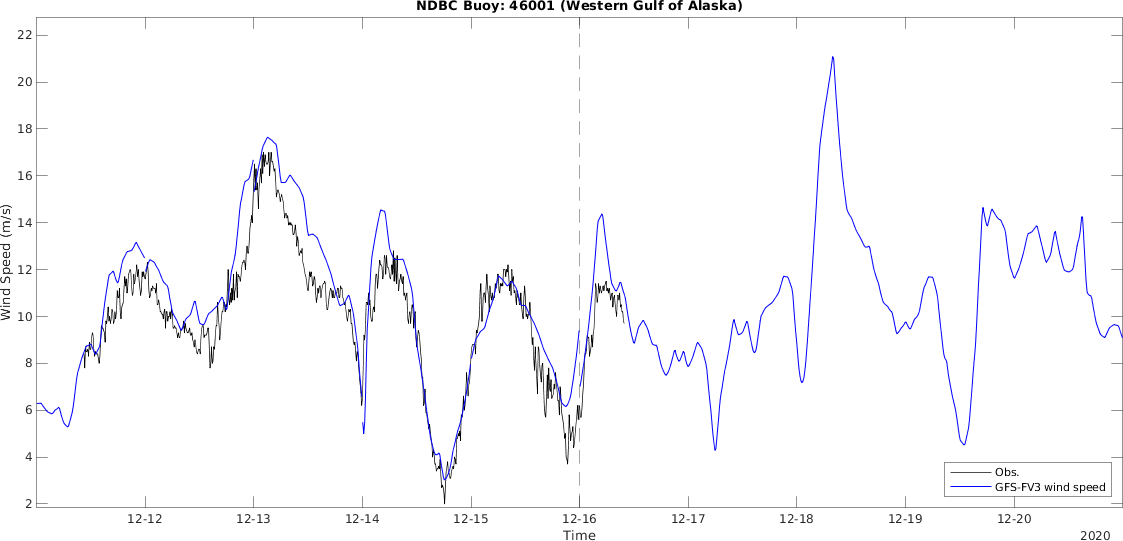 NDBC Buoy: 46001 (Western Gulf of Alaska)
22
20
18
16
14
12
10
8
6
4
2
Wind Speed (m/s)
12-12 12-13 12-14 12-15 12-16 12-17 12-18 12-19 12-20
Time
2020
Obs.
GFS-FV3 wind speed